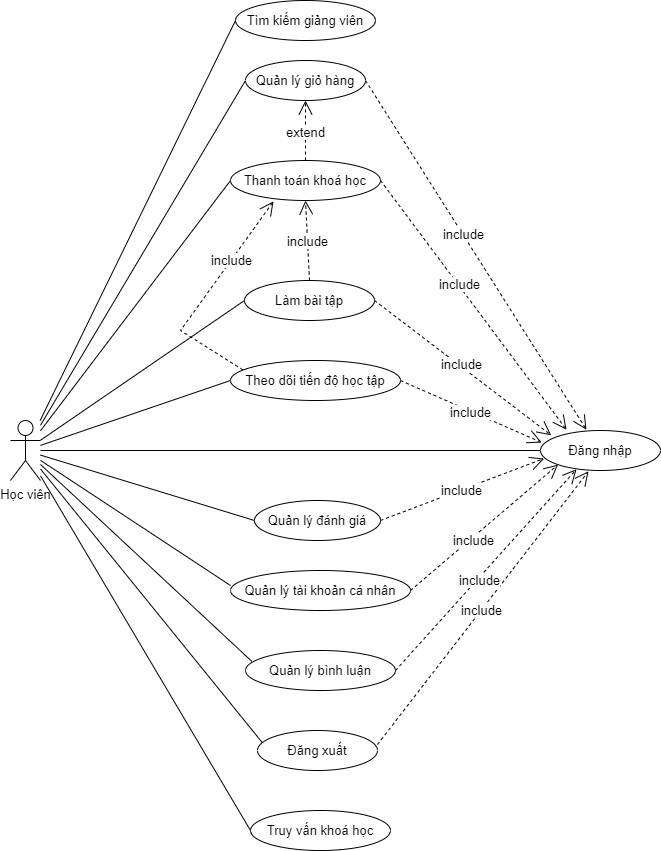 Tìm kiếm giảng viên
Quản lý giỏ hàng
extend
Thanh toán khoá học
include
include
include
include
Làm bài tập
include
Theo dõi tiến độ học tập
include
Đăng nhập
Học viên
include
Quản lý đánh giá
include
Quản lý tài khoản cá nhân
include
include
Quản lý bình luận
Đăng xuất
Truy vấn khoá học